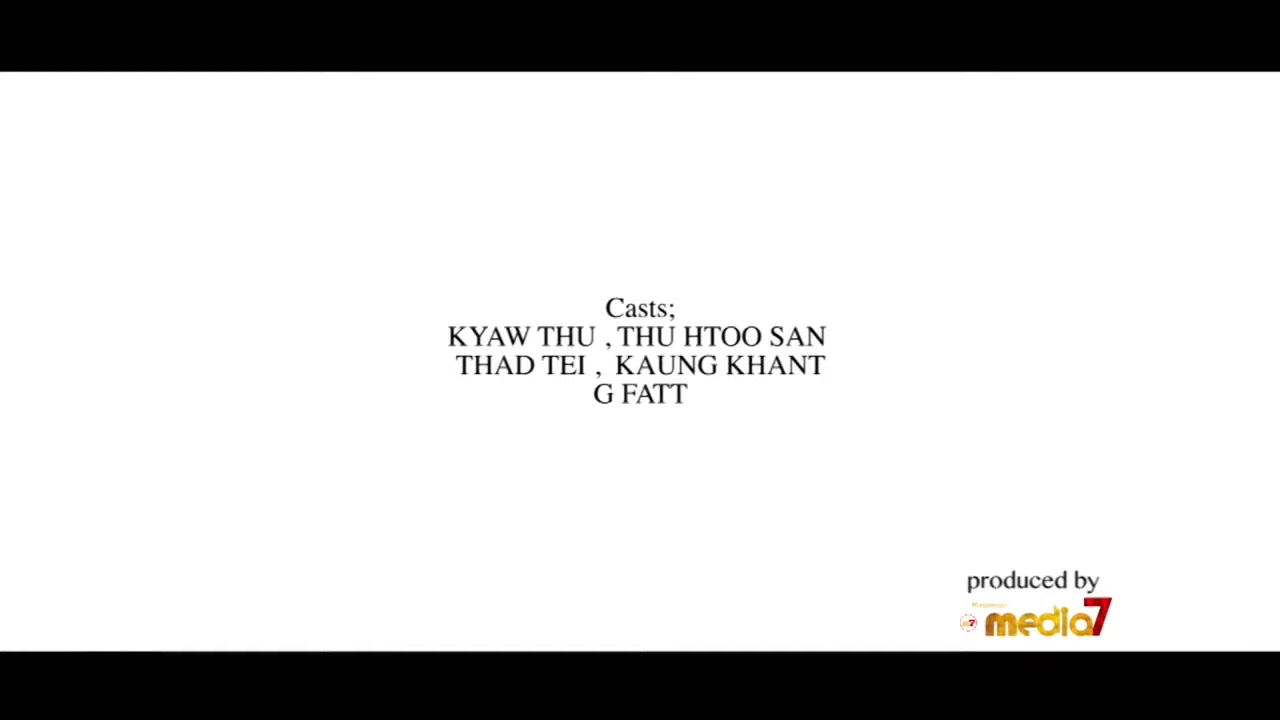 Casts;
KYAW THU , THU HTOO SAN
THAD TEI , KAUNG KHANT
G FATT
produced by
media7